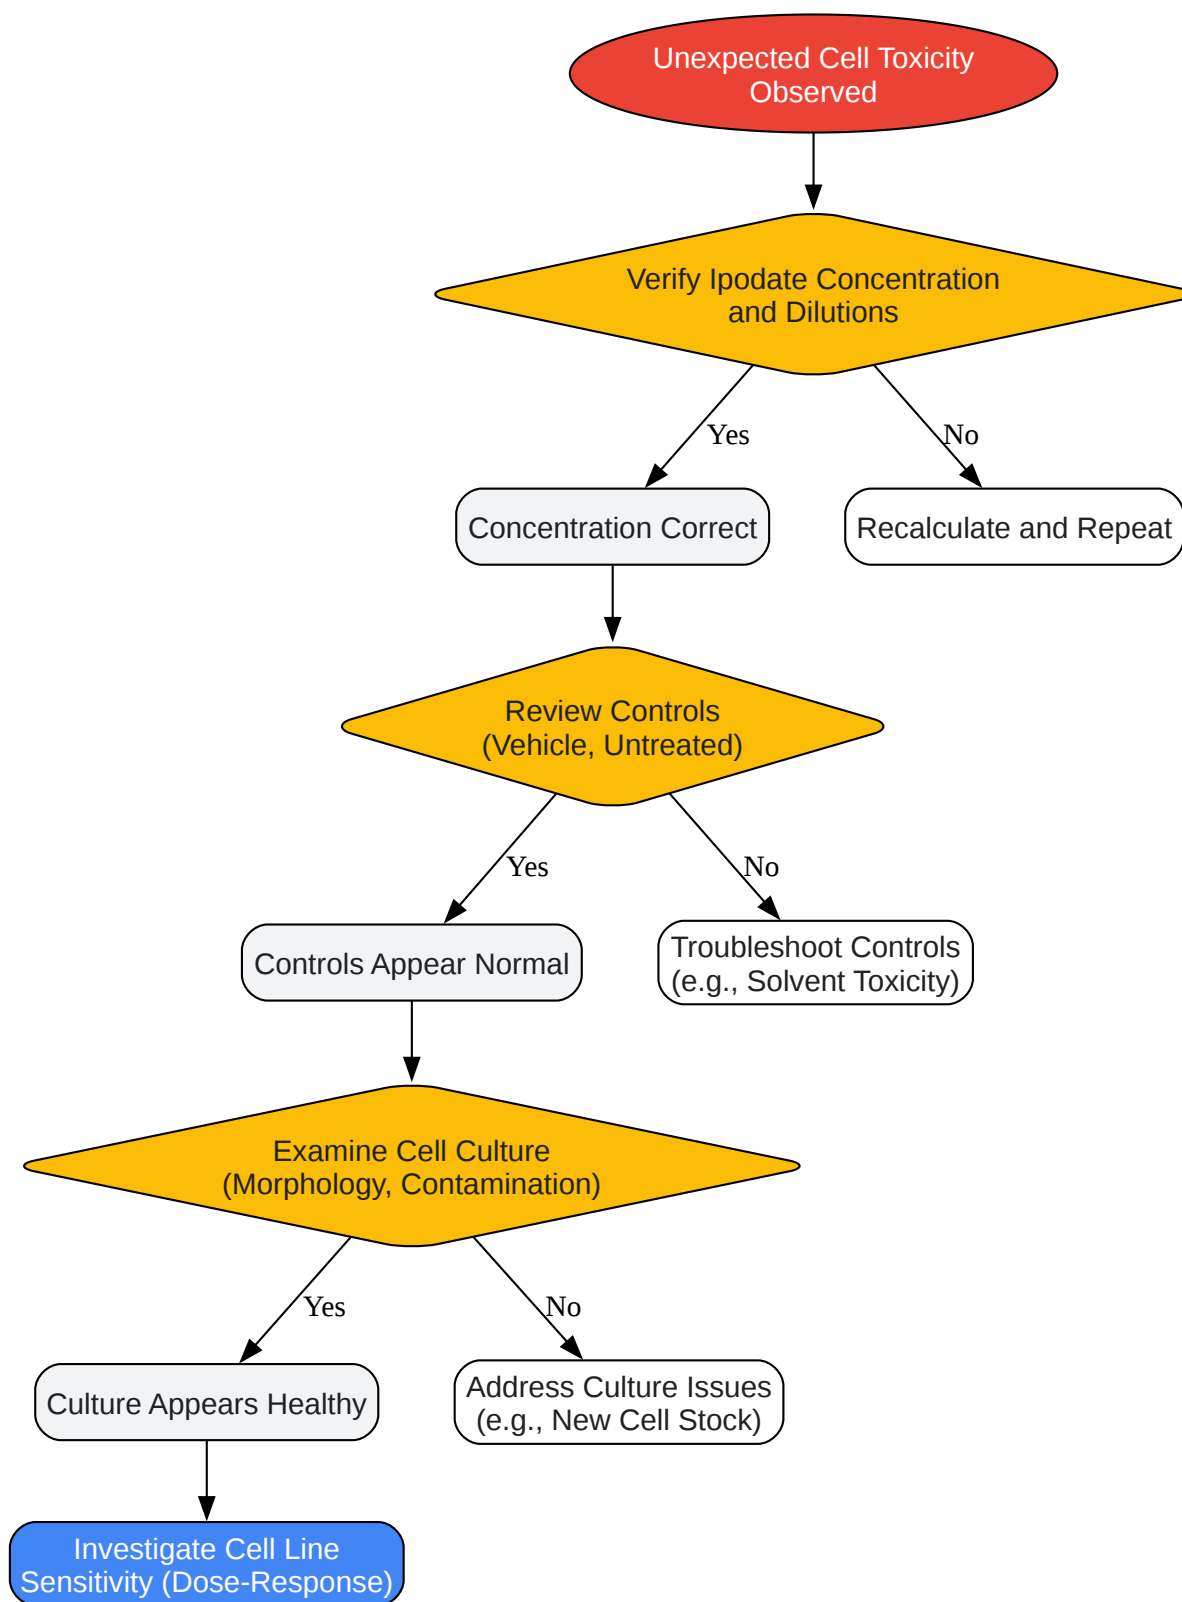 Unexpected Cell Toxicity
Observed
Verify Ipodate Concentration
and Dilutions
Yes
No
Concentration Correct
Recalculate and Repeat
Review Controls
(Vehicle, Untreated)
Yes
No
Controls Appear Normal
Troubleshoot Controls
(e.g., Solvent Toxicity)
Examine Cell Culture
(Morphology, Contamination)
Yes
No
Culture Appears Healthy
Address Culture Issues
(e.g., New Cell Stock)
Investigate Cell Line
Sensitivity (Dose-Response)